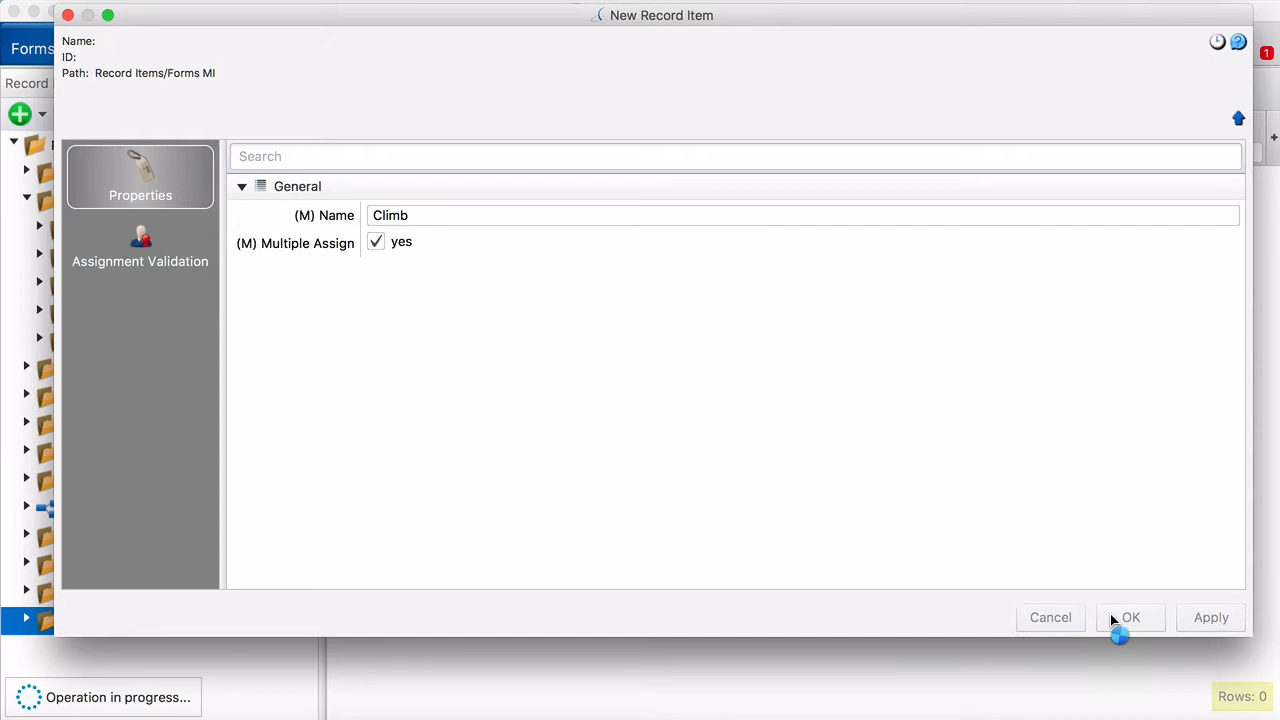 New Record Item
Name:
ID:
Path: Record Items/Forms MI
Forms
1
Record
Search
Properties
General
(M) Name Climb
(M) Multiple Assign yes
Assignment Validation
Cancel
OK
Apply
Operation in progress...
Rows: 0